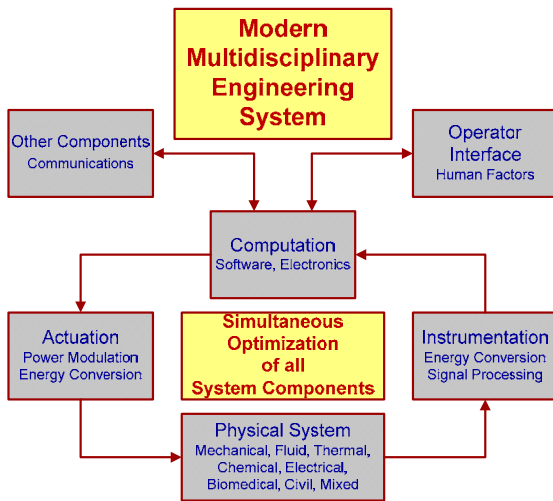 Modern
Multidisciplinary
Engineering
System
Other Components
Communications
Operator
Interface
Human Factors
Computation
Software, Electronics
Actuation
Power Modulation
Energy Conversion
Simultaneous
Optimization
of all
System Components
Instrumentation
Energy Conversion
Signal Processing
Physical System
Mechanical, Fluid, Thermal,
Chemical, Electrical,
Biomedical, Civil, Mixed